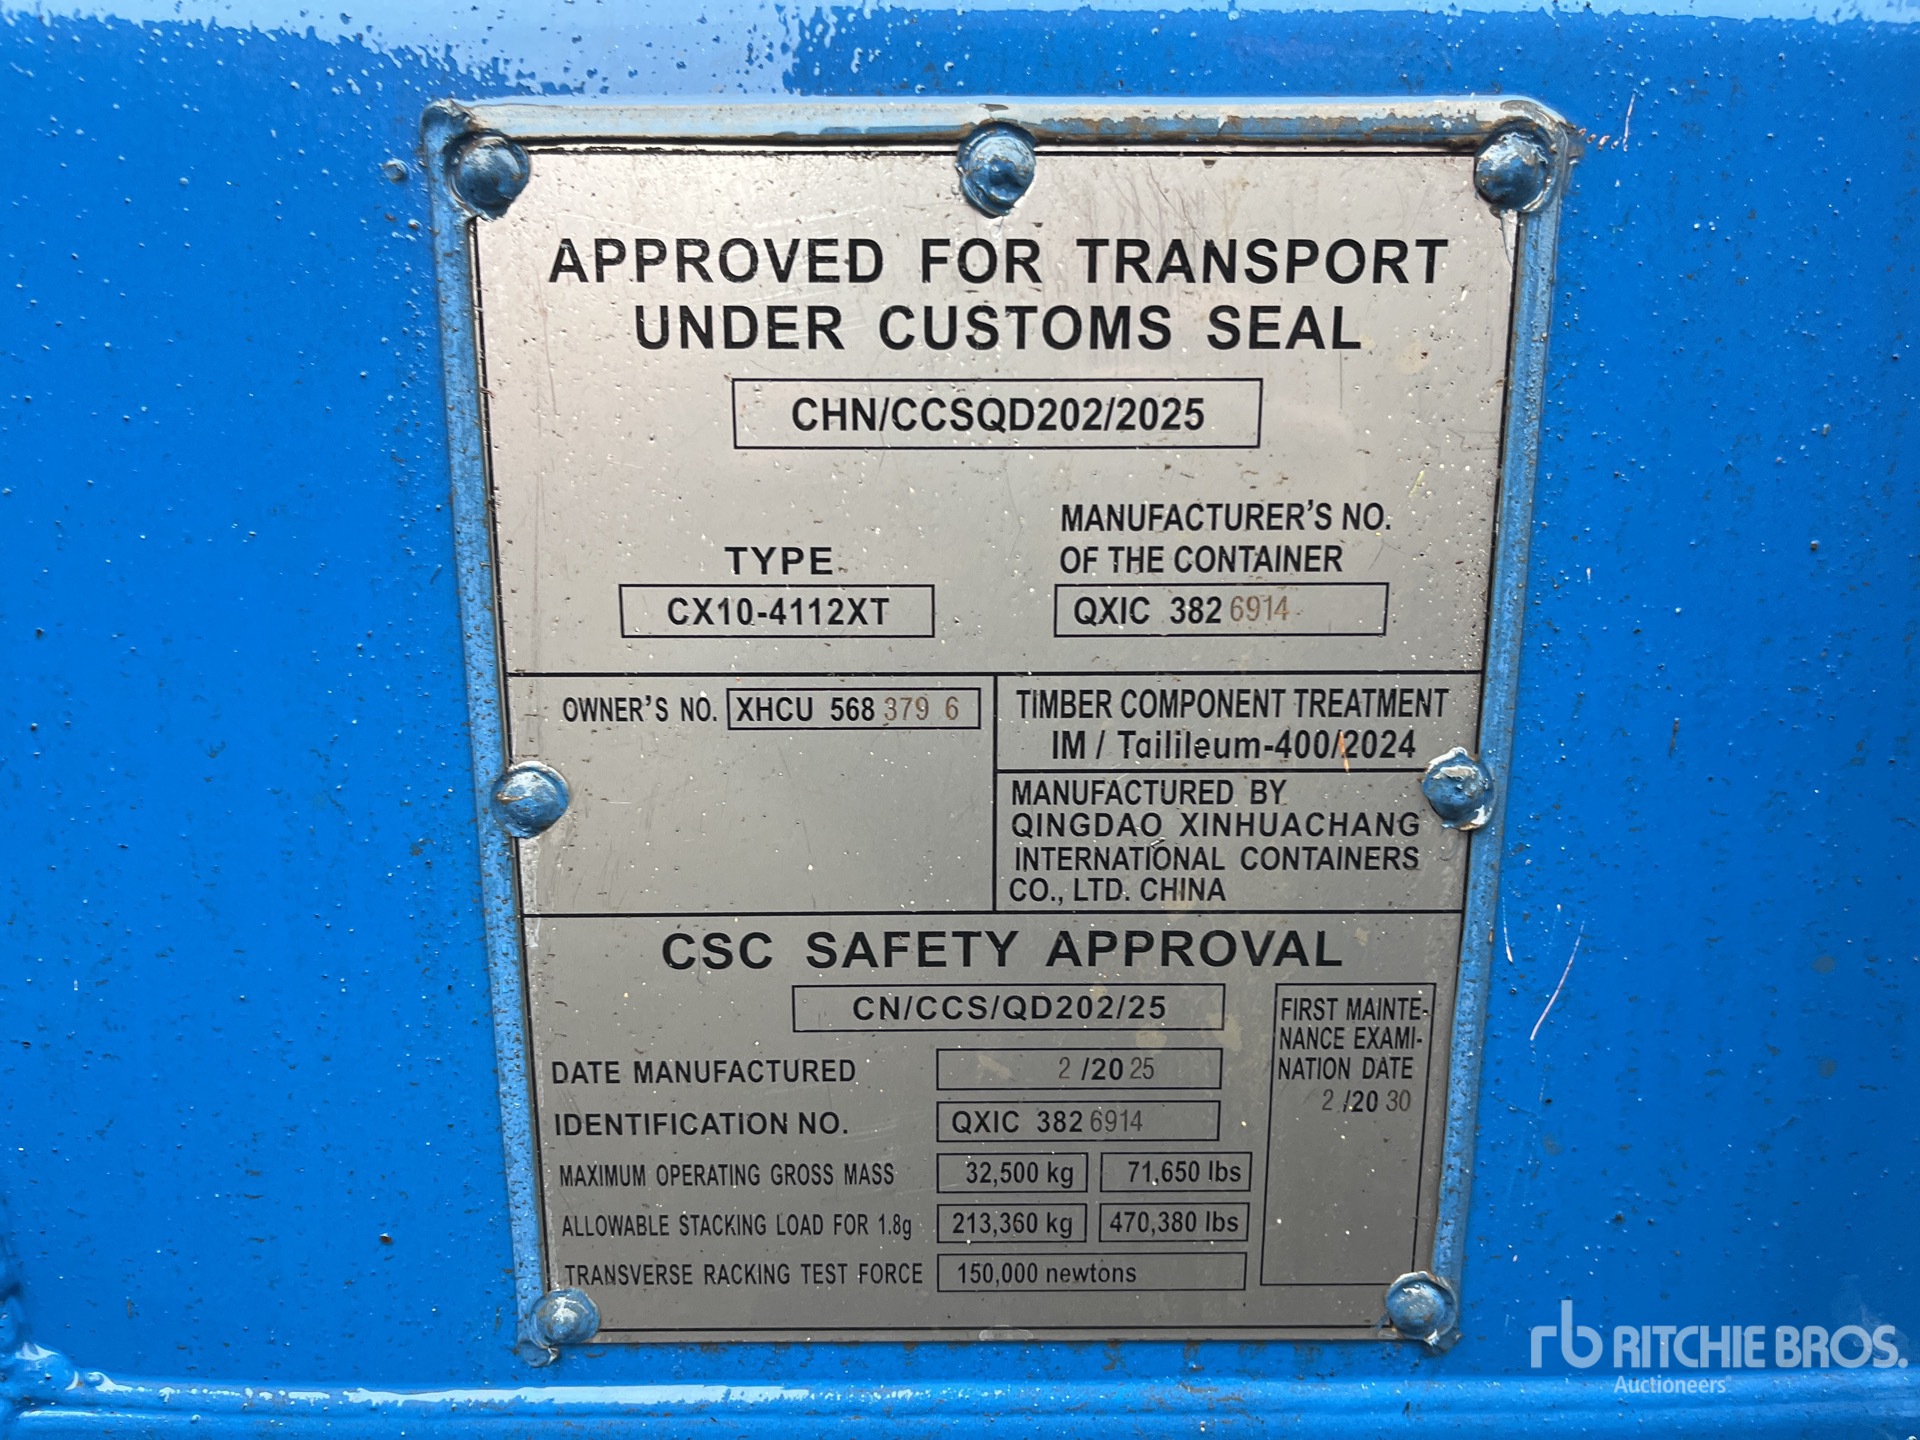 APPROVED FOR TRANSPORT
UNDER CUSTOMS SEAL
CHN/CCSQD202/2025
TYPE
CX10-4112XT
MANUFACTURER'S NO.
OF THE CONTAINER
QXIC 382 6914
OWNER'S NO. XHCU 568 379 6
TIMBER COMPONENT TREATMENT
IM / Tailileum-400/2024
MANUFACTURED BY
QINGDAO XINHUACHANG
INTERNATIONAL CONTAINERS
CO., LTD. CHINA
CSC SAFETY APPROVAL
CN/CCS/QD202/25
DATE MANUFACTURED 2 /20 25
IDENTIFICATION NO. QXIC 382 6914
MAXIMUM OPERATING GROSS MASS 32,500 kg 71,650 lbs
ALLOWABLE STACKING LOAD FOR 1.8g 213,360 kg 470,380 lbs
TRANSVERSE RACKING TEST FORCE 150,000 newtons
FIRST MAINTE-
NANCE EXAMI-
NATION DATE
2 /20 30
rb RITCHIE BROS.
Auctioneers